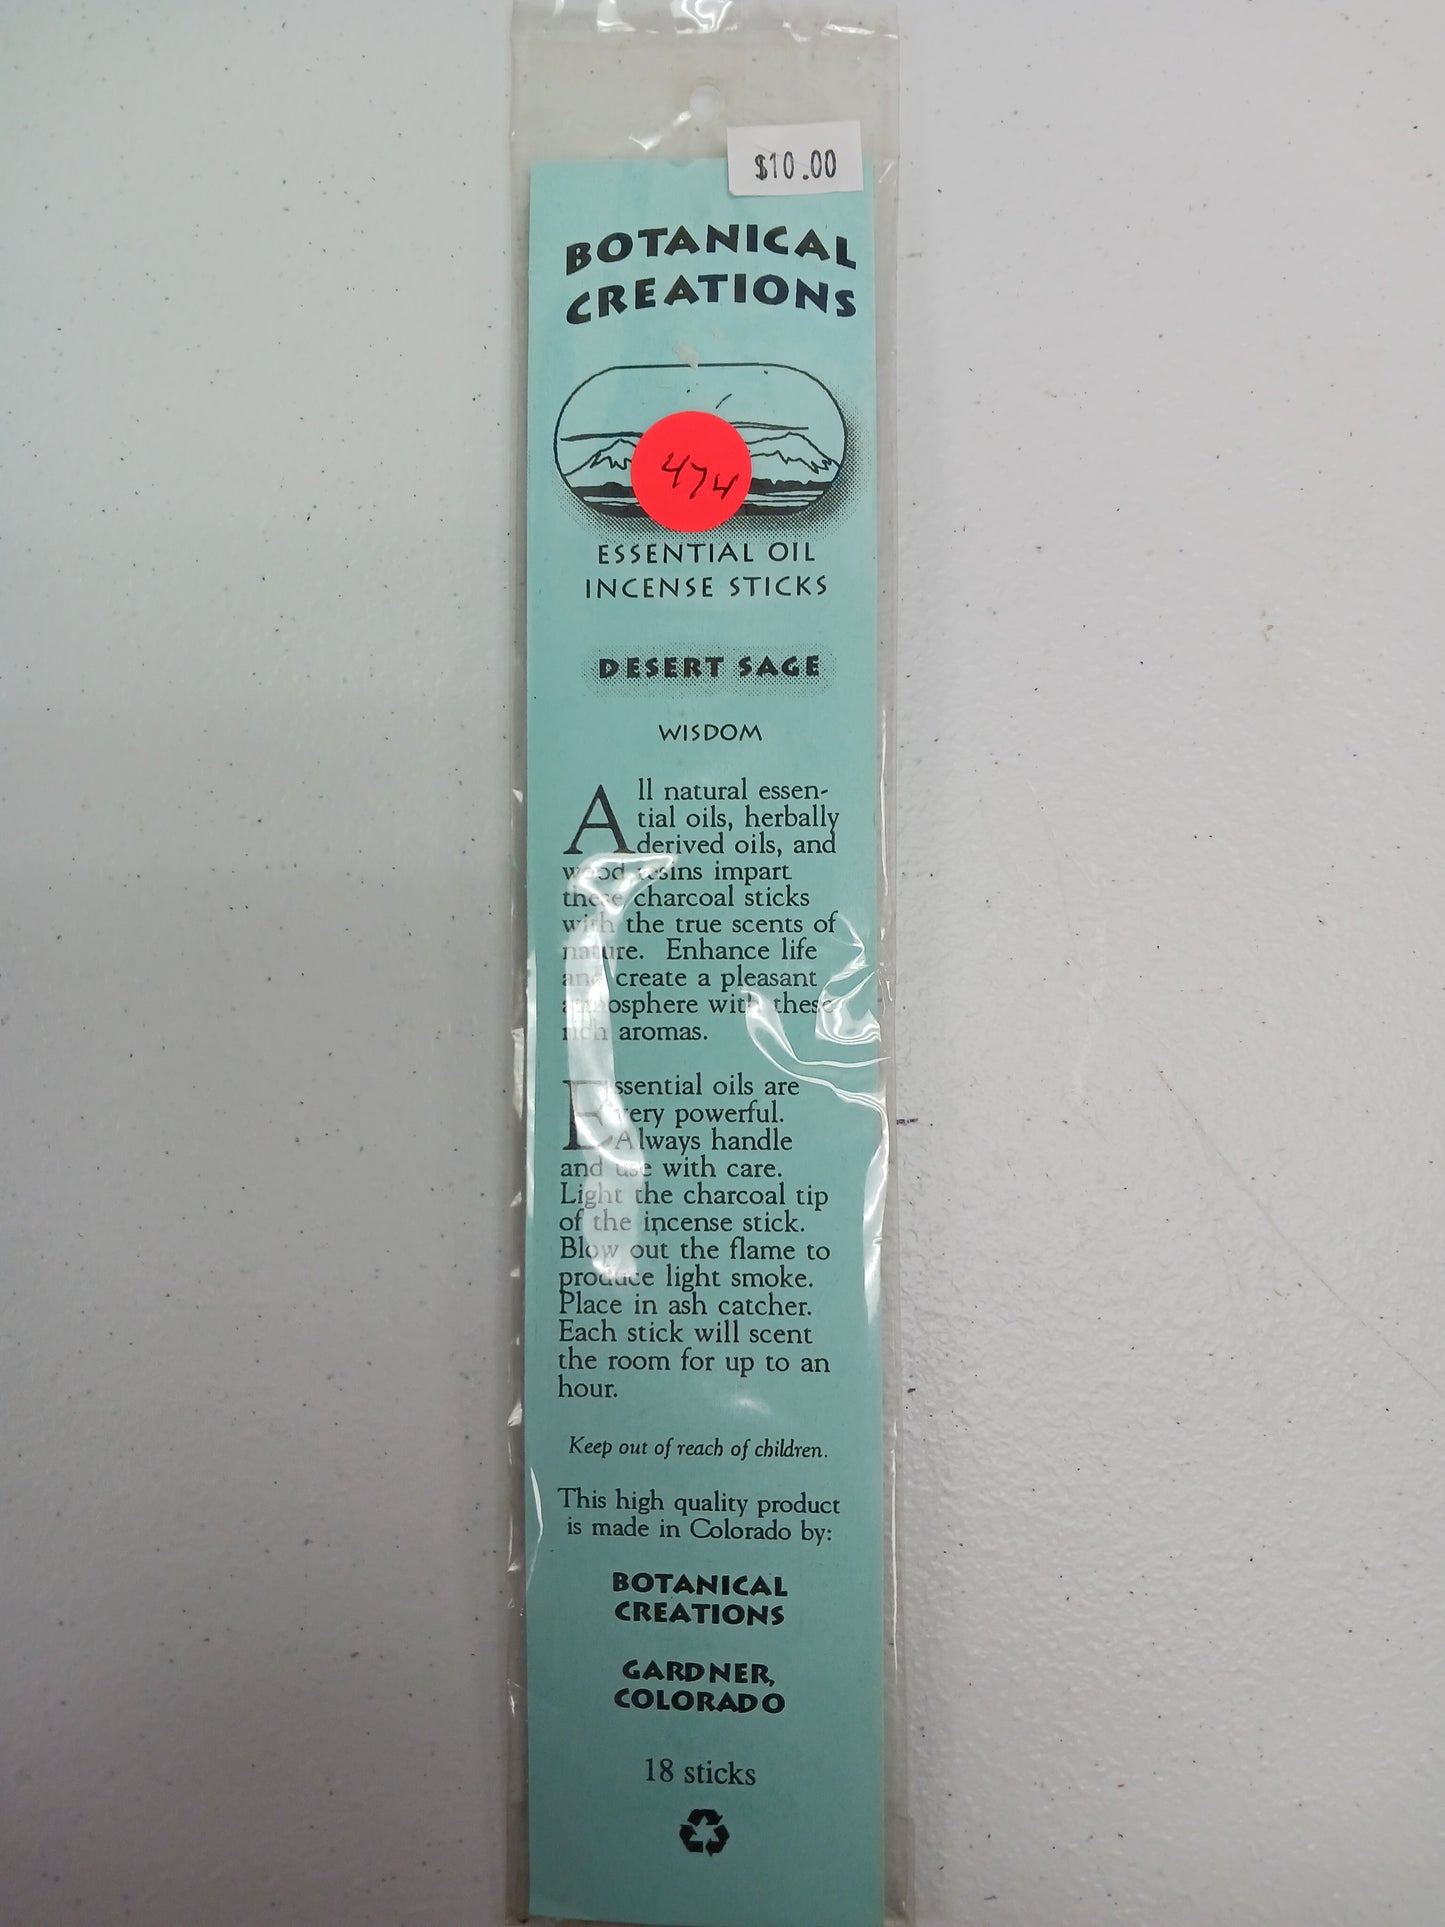 $10.00
BOTANICAL
CREATIONS
474
ESSENTIAL OIL
INCENSE STICKS
DESERT SAGE
WISDOM
All natural essen-
tial oils, herbally
derived oils, and
wood resins impart
these charcoal sticks
with the true scents of
nature. Enhance life
and create a pleasant
atmosphere with these
rich aromas.
Essential oils are
very powerful.
Always handle
and use with care.
Light the charcoal tip
of the incense stick.
Blow out the flame to
produce light smoke.
Place in ash catcher.
Each stick will scent
the room for up to an
hour.
Keep out of reach of children.
This high quality product
is made in Colorado by:
BOTANICAL
CREATIONS
GARDNER,
COLORADO
18 sticks